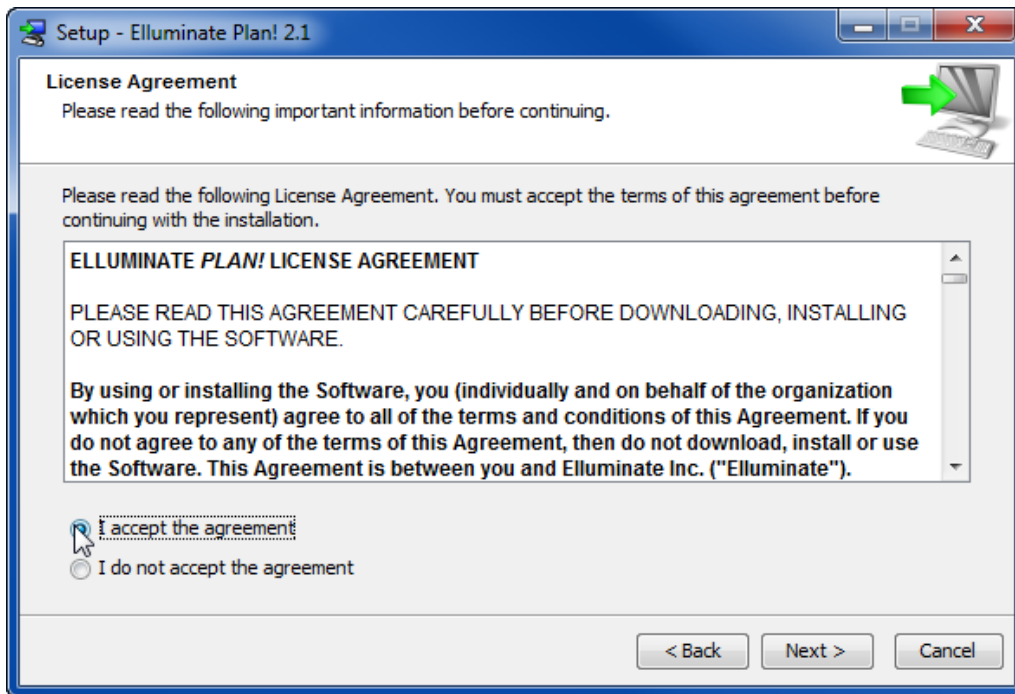 Setup - Elluminate Plan! 2.1
License Agreement
Please read the following important information before continuing.
Please read the following License Agreement. You must accept the terms of this agreement before
continuing with the installation.
ELLUMINATE PLAN! LICENSE AGREEMENT
PLEASE READ THIS AGREEMENT CAREFULLY BEFORE DOWNLOADING, INSTALLING
OR USING THE SOFTWARE.
By using or installing the Software, you (individually and on behalf of the organization
which you represent) agree to all of the terms and conditions of this Agreement. If you
do not agree to any of the terms of this Agreement, then do not download, install or use
the Software. This Agreement is between you and Elluminate Inc. ("Elluminate").
I accept the agreement
I do not accept the agreement
< Back Next > Cancel